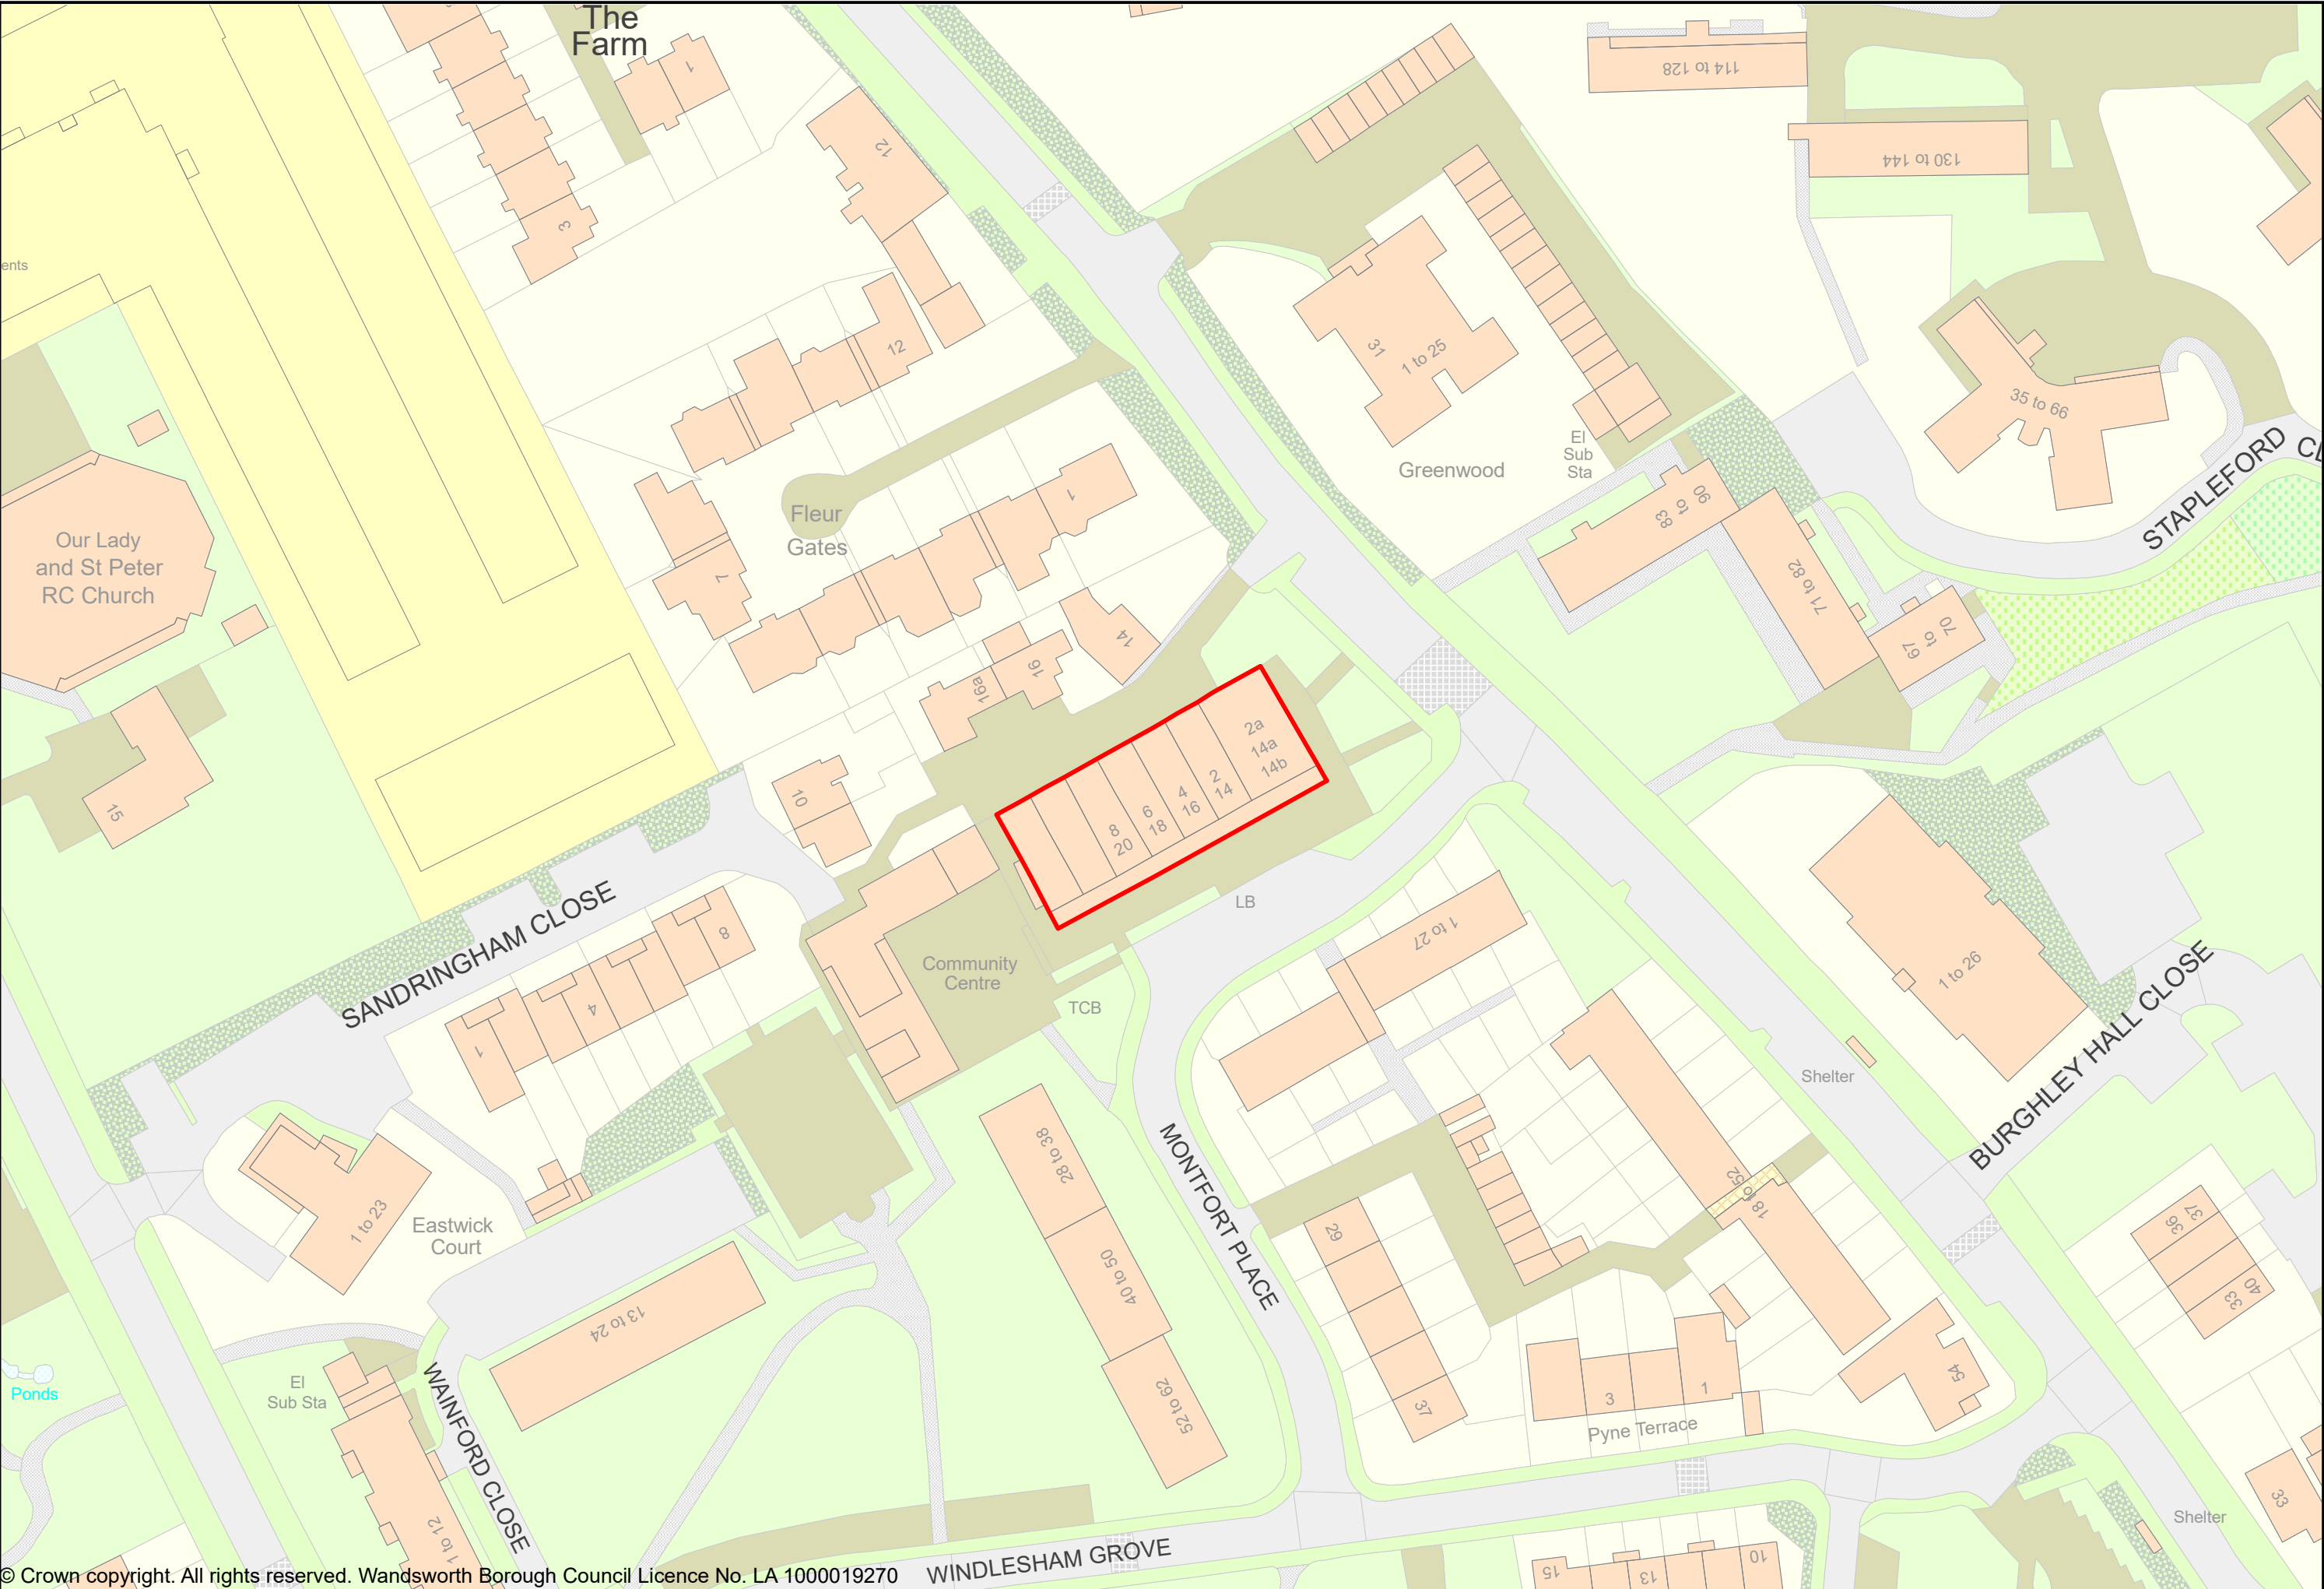 The
Farm
1
12
114 to 128
130 to 144
3
ents
12
31
1 to 25
35 to 66
El
Sub
Sta
Greenwood
STAPLEFORD
90
to
83
1
Fleur
Gates
7
Our Lady
and St Peter
RC Church
71 to 82
70
to
67
14
16
16a
2a
14a
14b
2
14
4
16
6
18
8
20
10
15
SANDRINGHAM CLOSE
LB
8
1 to 27
Community
Centre
TCB
1 to 26
BURGHLEY HALL CLOSE
4
1
Shelter
28 to 38
MONTFORT PLACE
18 to 52
1 to 23
Eastwick
Court
62
37
36
40
33
40 to 50
13 to 24
El
Sub Sta
Ponds
WAINFORD CLOSE
52 to 62
37
3
1
Pyne Terrace
54
33
Shelter
1 to 12
WINDLESHAM GROVE
15
13
10
© Crown copyright. All rights reserved. Wandsworth Borough Council Licence No. LA 1000019270